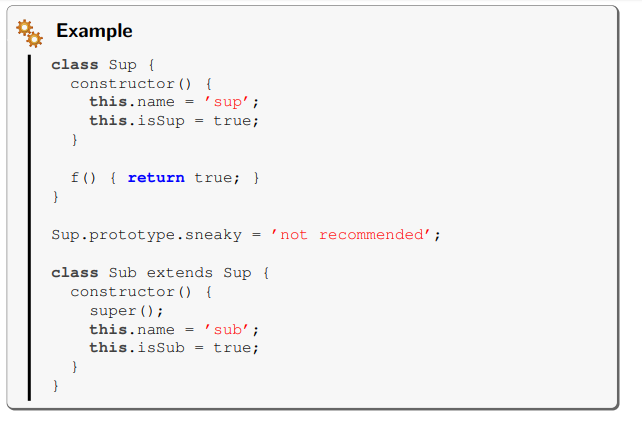 Example
class Sup {
  constructor() {
    this.name = ’sup’;
    this.isSup = true;
  }

  f() { return true; }
}

Sup.prototype.sneaky = ’not recommended’;

class Sub extends Sup {
  constructor() {
    super();
    this.name = ’sub’;
    this.isSub = true;
  }
}